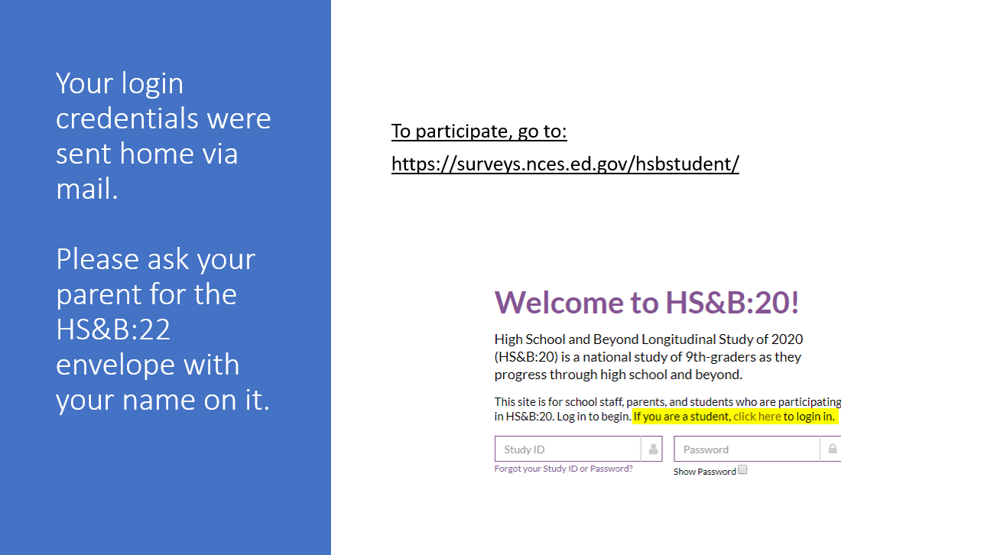 Your login
credentials were
sent home via
mail.
Please ask your
parent for the
HS&B:22
envelope with
your name on it.
To participate, go to:
https://surveys.nces.ed.gov/hsbstudent/
Welcome to HS&B:20!
High School and Beyond Longitudinal Study of 2020
(HS&B:20) is a national study of 9th-graders as they
progress through high school and beyond.
This site is for school staff, parents, and students who are participating
in HS&B:20. Log in to begin. If you are a student, click here to login in.
Study ID
Password
Forgot your Study ID or Password?
Show Password